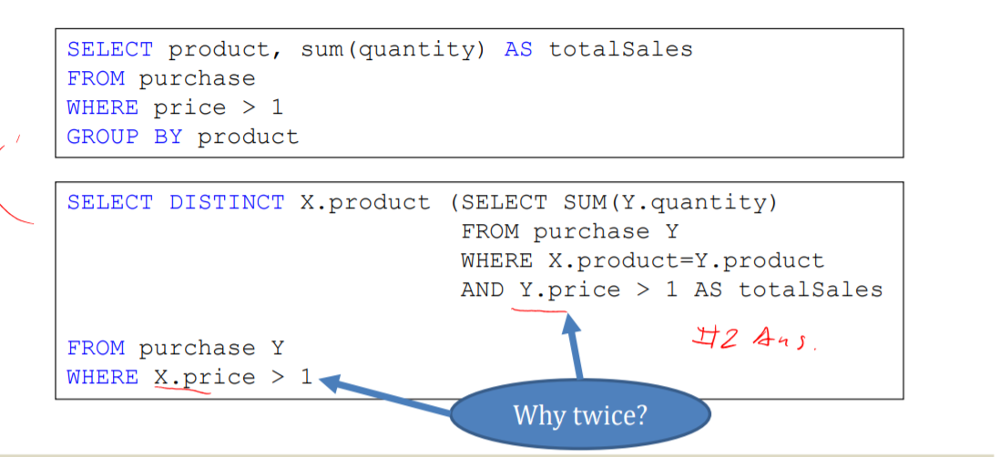 SELECT product, sum(quantity) AS totalSales
FROM purchase
WHERE price > 1
GROUP BY product
SELECT DISTINCT X.product (SELECT SUM(Y.quantity)
FROM purchase Y
WHERE X.product=Y.product
AND Y.price > 1 AS totalSales
#2 Ans.
FROM purchase Y
WHERE X.price > 1
Why twice?